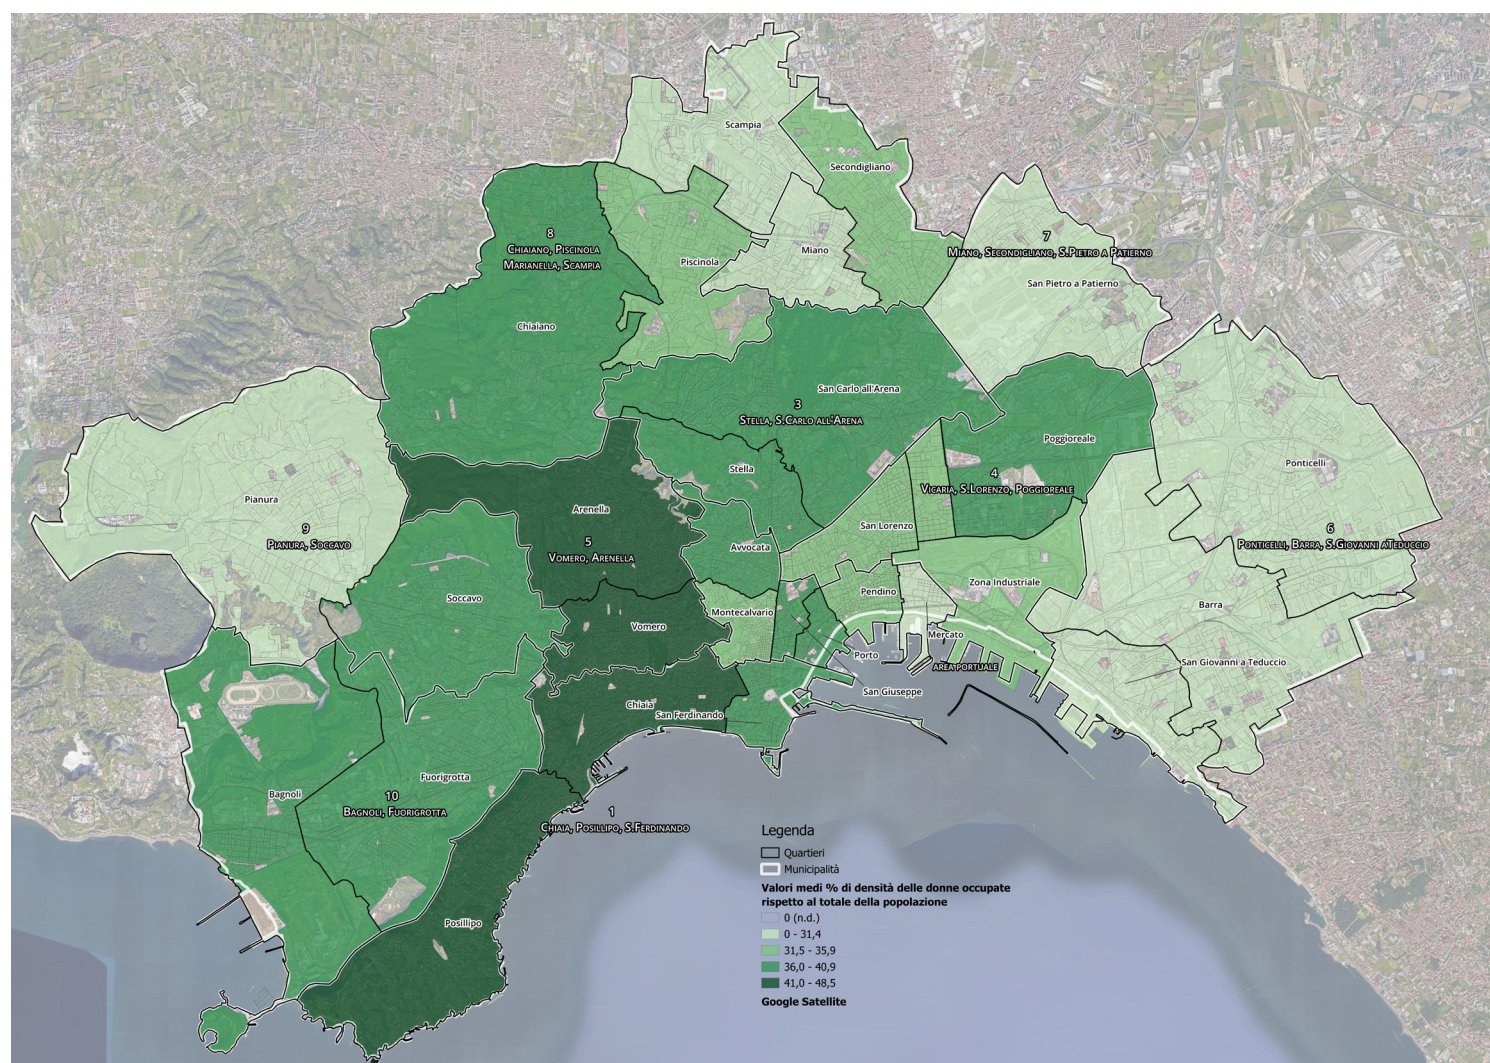 Scampia
Secondigliano
8
Chiaiano, Piscinola
Marianella, Scampia
Piscinola
Miano
7
Miano, Secondigliano, S.Pietro a Patierno
San Pietro a Patierno
Chiaiano
San Carlo all'Arena
3
Stella, S.Carlo all'Arena
Poggioreale
Stella
4
Vicaria, S.Lorenzo, Poggioreale
Ponticelli
Pianura
9
Pianura, Soccavo
Arenella
5
Vomero, Arenella
San Lorenzo
6
Ponticelli, Barra, S.Giovanni aTeduccio
Avvocata
Zona Industriale
Pendino
Soccavo
Montecalvario
Barra
Vomero
Mercato
Porto
AREA PORTUALE
San Giovanni a Teduccio
San Giuseppe
Chiaia
San Ferdinando
Fuorigrotta
Bagnoli
10
Bagnoli, Fuorigrotta
1
Chiaia, Posillipo, S.Ferdinando
Posillipo
Legenda
Quartieri
Municipalità
Valori medi % di densità delle donne occupate
rispetto al totale della popolazione
0 (n.d.)
0 - 31,4
31,5 - 35,9
36,0 - 40,9
41,0 - 48,5
Google Satellite